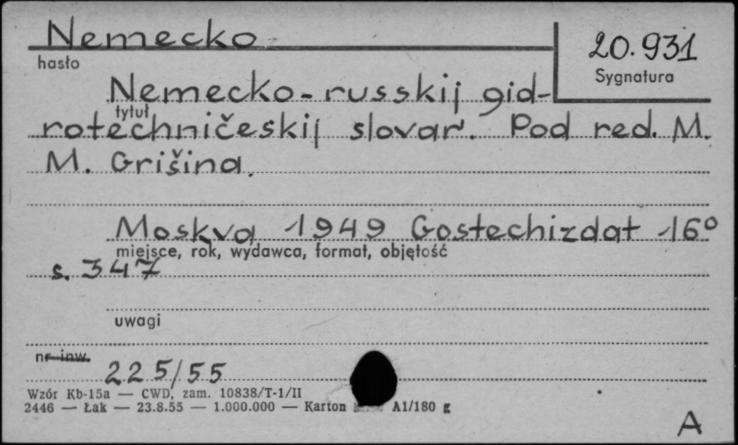 Nemecko
20.931
hasło
Sygnatura
Nemecko-russkij gid-
tytuł
rotechničeskij slovar'. Pod red. M.
M. Grišina.
Moskva 1949 Gostechizdat 16°
miejsce, rok, wydawca, format, objętość
s. 347
uwagi
nr inw.
225/55
Wzór Kb-15a — CWD, zam. 10838/T-1/II
2446 — Łak — 23.8.55 — 1.000.000 — Karton A1/180 g
A